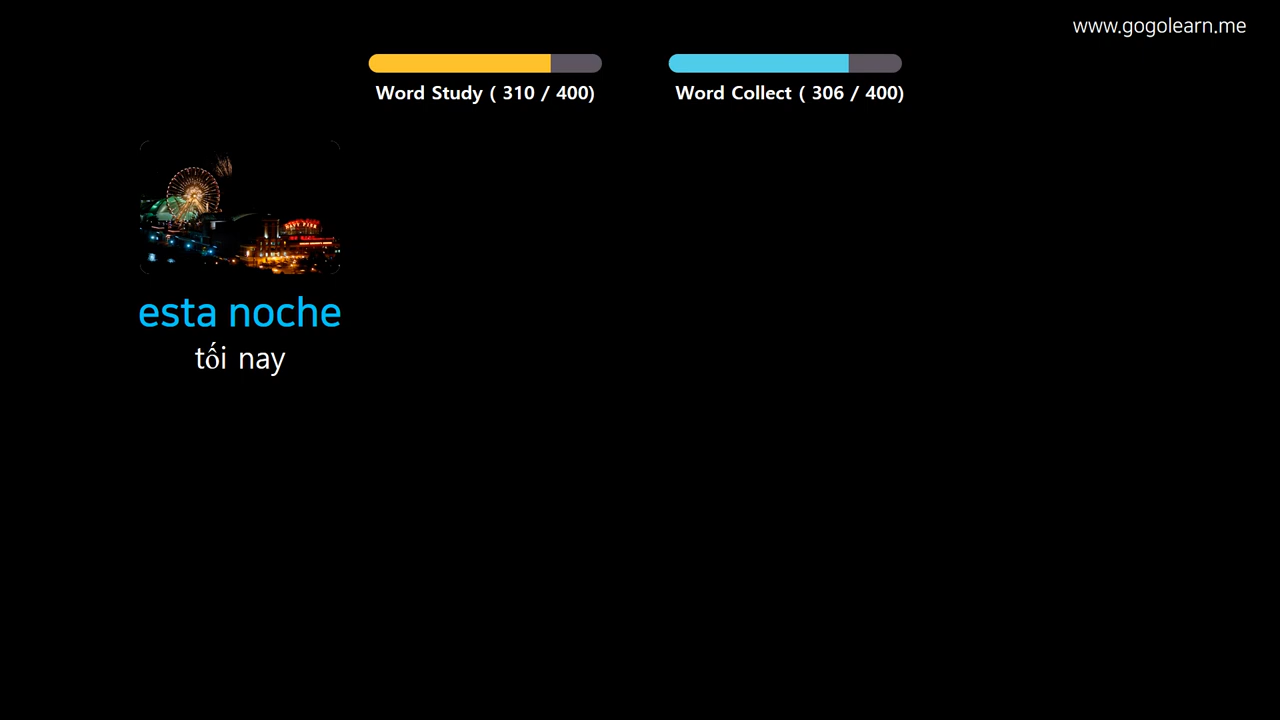 www.gogolearn.me
Word Study ( 310 / 400)
Word Collect ( 306 / 400)
esta noche
tối nay